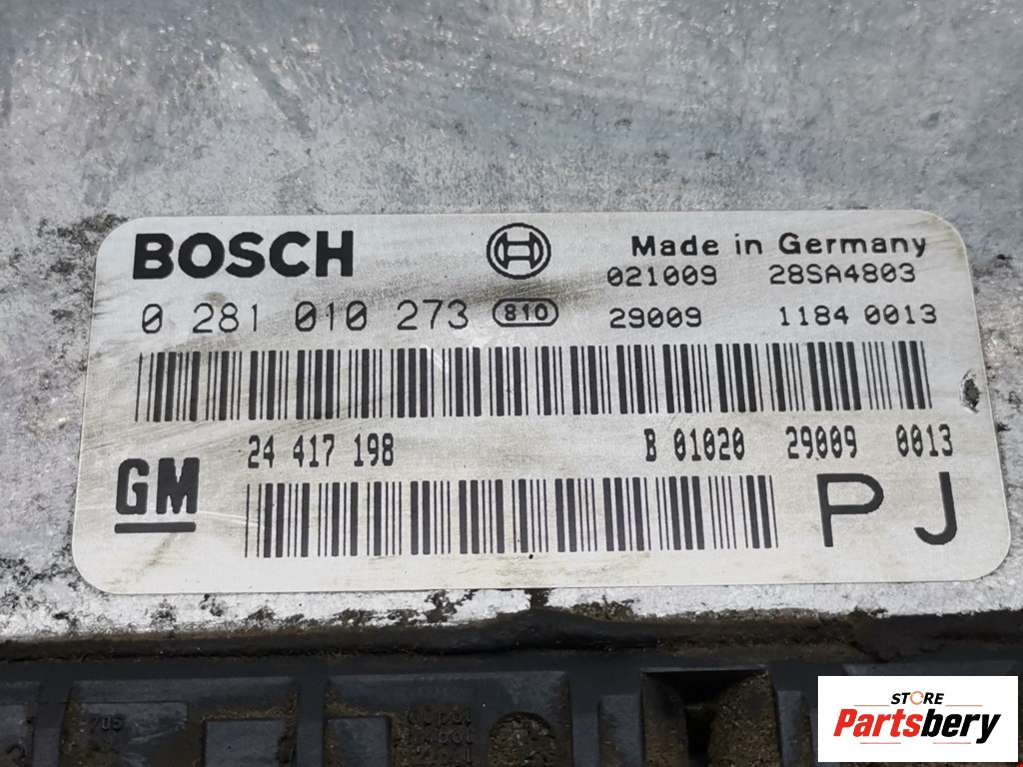 BOSCH Made in Germany
021009 28SA4803
0 281 010 273 810 29009 1184 0013
24 417 198 B 01020 29009 0013
GM PJ
STORE
Partsbery